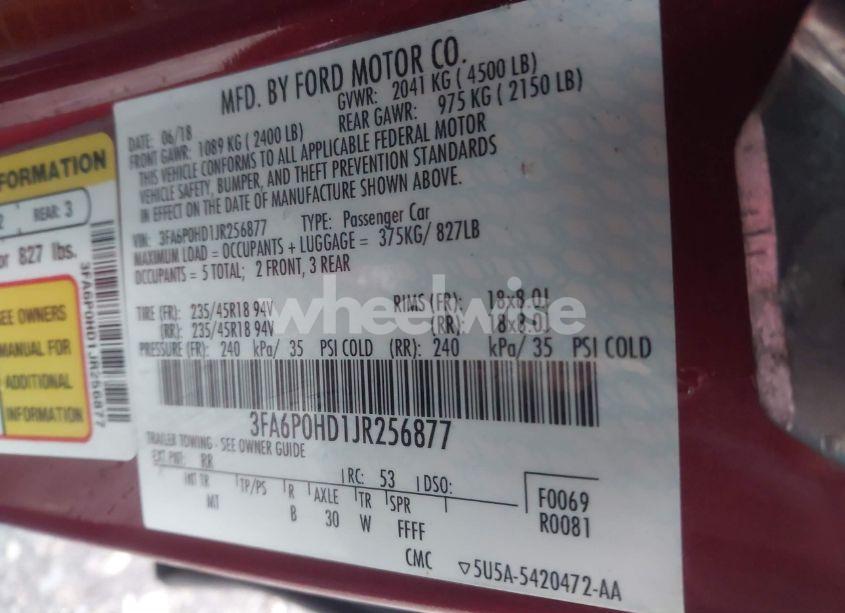 MFD. BY FORD MOTOR CO.
DATE: 06/18 GVWR: 2041 KG ( 4500 LB)
FRONT GAWR: 1089 KG ( 2400 LB) REAR GAWR: 975 KG ( 2150 LB)
THIS VEHICLE CONFORMS TO ALL APPLICABLE FEDERAL MOTOR
VEHICLE SAFETY, BUMPER, AND THEFT PREVENTION STANDARDS
IN EFFECT ON THE DATE OF MANUFACTURE SHOWN ABOVE.
VIN: 3FA6P0HD1JR256877 TYPE: Passenger Car
MAXIMUM LOAD = OCCUPANTS + LUGGAGE = 375KG/ 827LB
OCCUPANTS = 5 TOTAL; 2 FRONT, 3 REAR
TIRE (FR): 235/45R18 94V RIMS (FR): 18x8.0J
(RR): 235/45R18 94V (RR): 18x8.0J
wheelwise
PRESSURE (FR): 240 kPa/ 35 PSI COLD (RR): 240 kPa/ 35 PSI COLD
3FA6P0HD1JR256877
TRAILER TOWING - SEE OWNER GUIDE
EXT PNT: RR RC: 53 DSO:
INT TR TP/PS R AXLE TR SPR F0069
MT B 30 W FFFF R0081
CMC ▽5U5A-5420472-AA
FORMATION
2 REAR: 3
or 827 lbs.
SEE OWNERS
MANUAL FOR
ADDITIONAL
INFORMATION
3FA6P0HD1JR256877